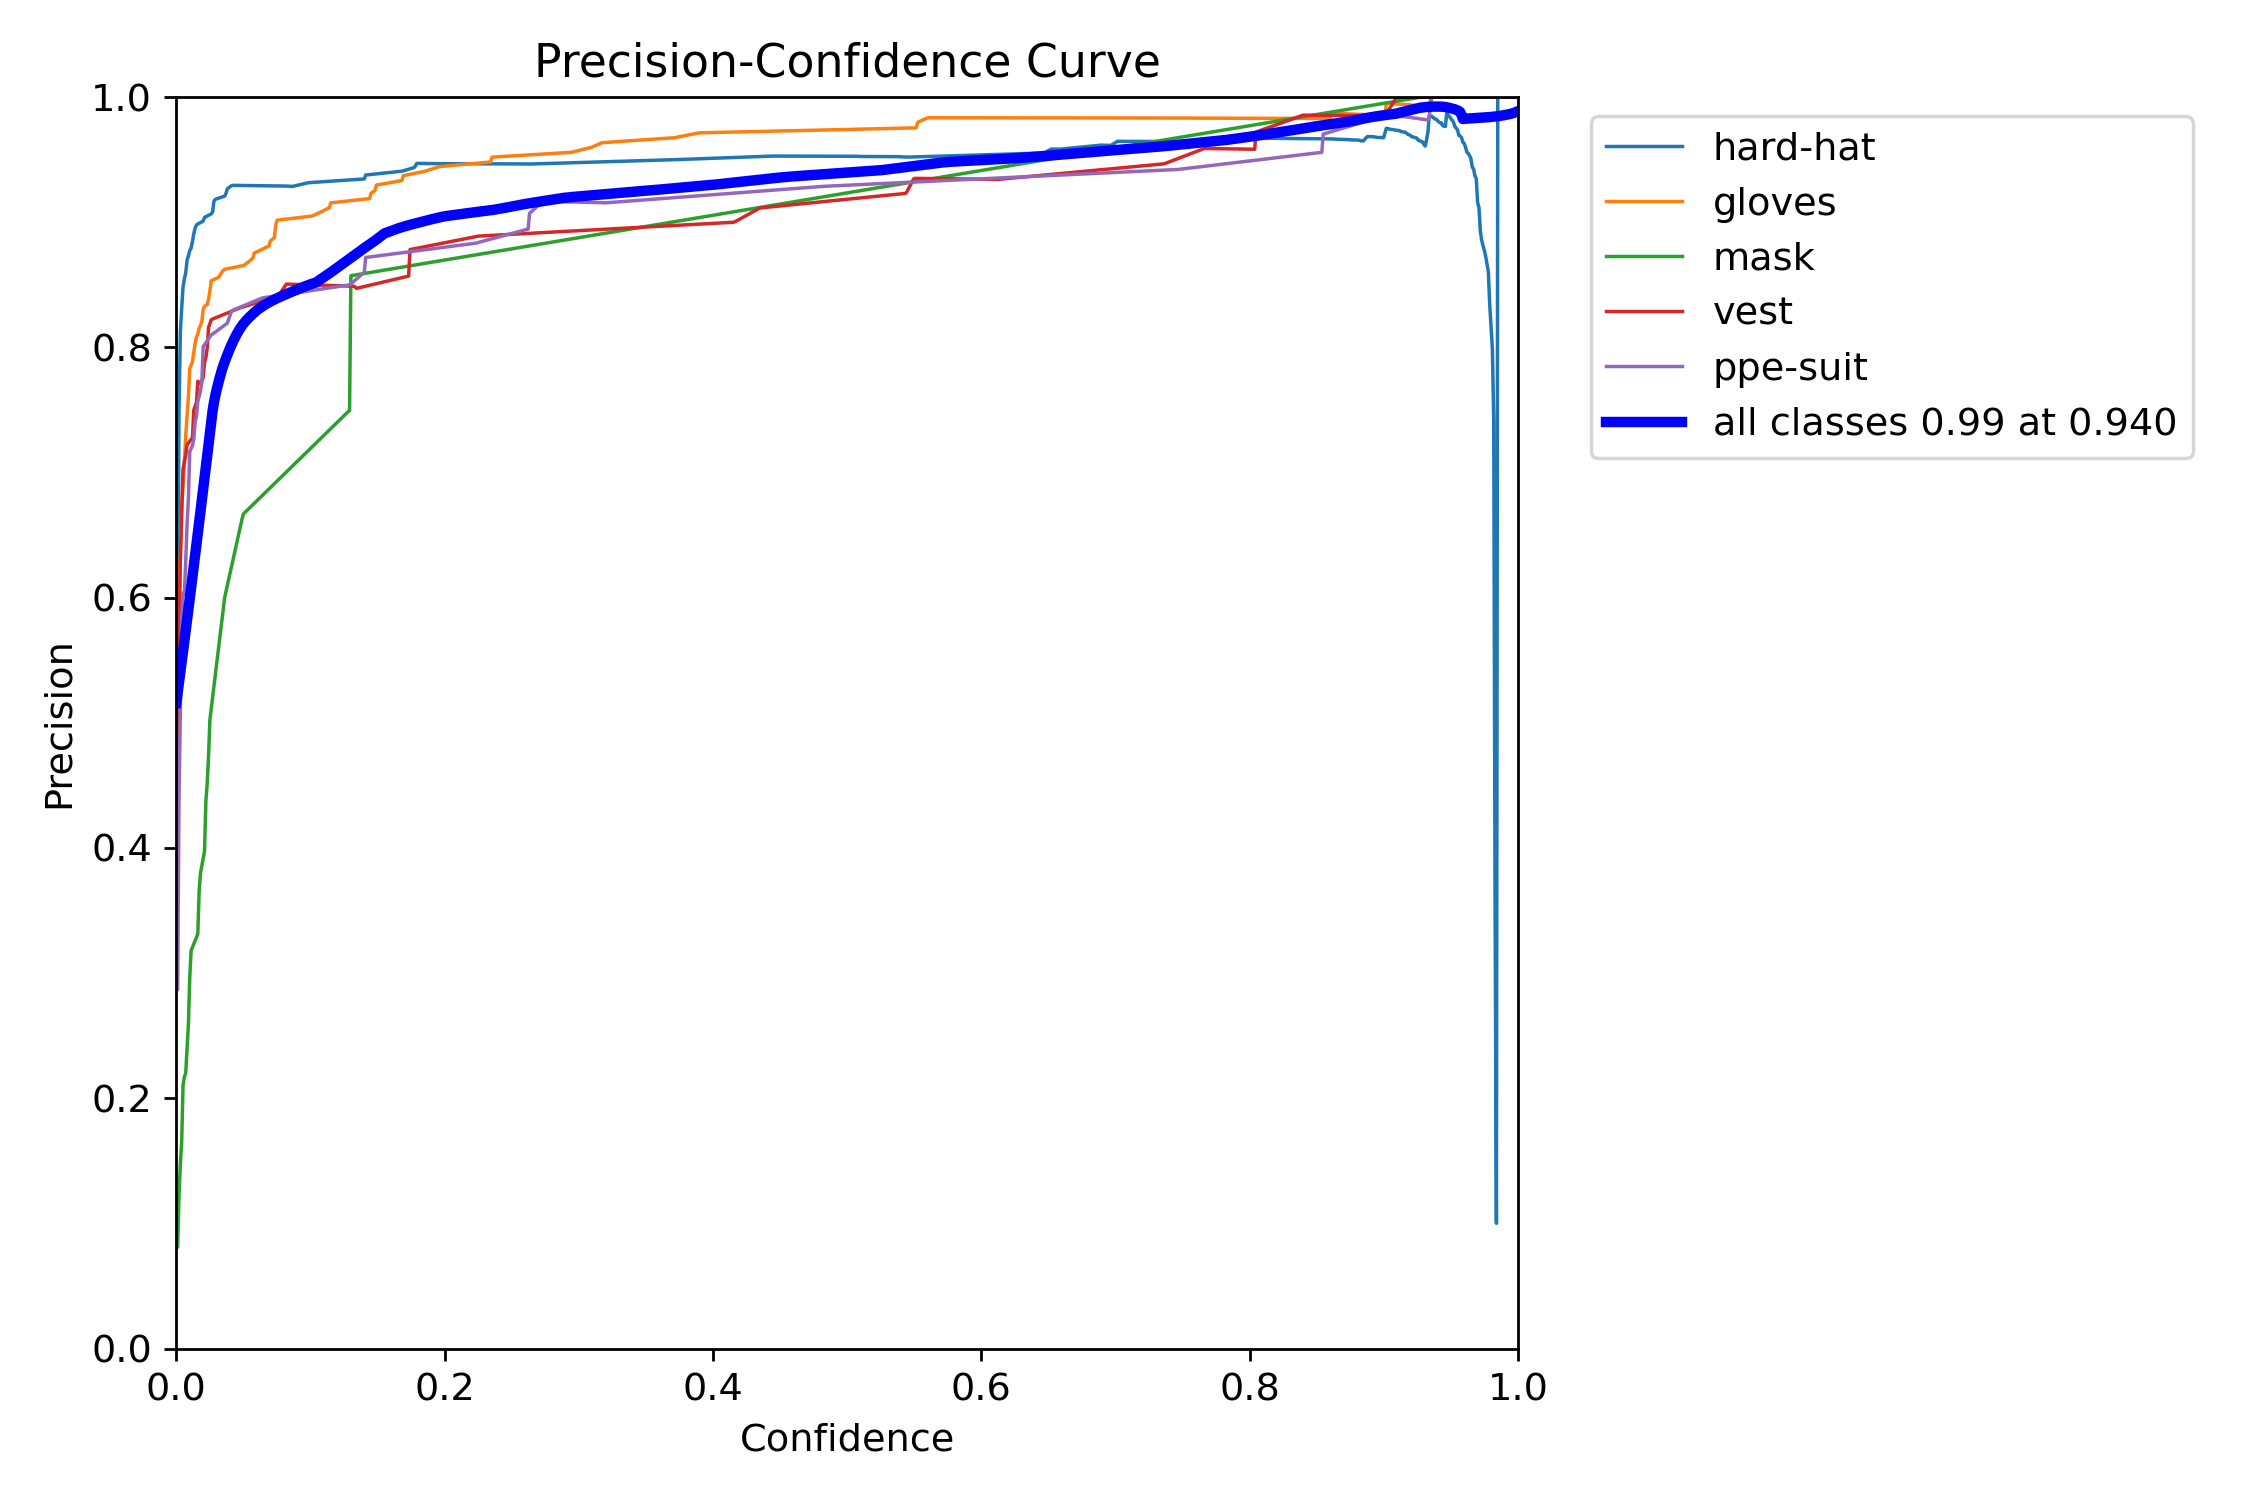 Precision-Confidence Curve
1.0
0.8
0.6
0.4
0.2
0.0
Precision
0.0 0.2 0.4 0.6 0.8 1.0
Confidence
hard-hat
gloves
mask
vest
ppe-suit
all classes 0.99 at 0.940